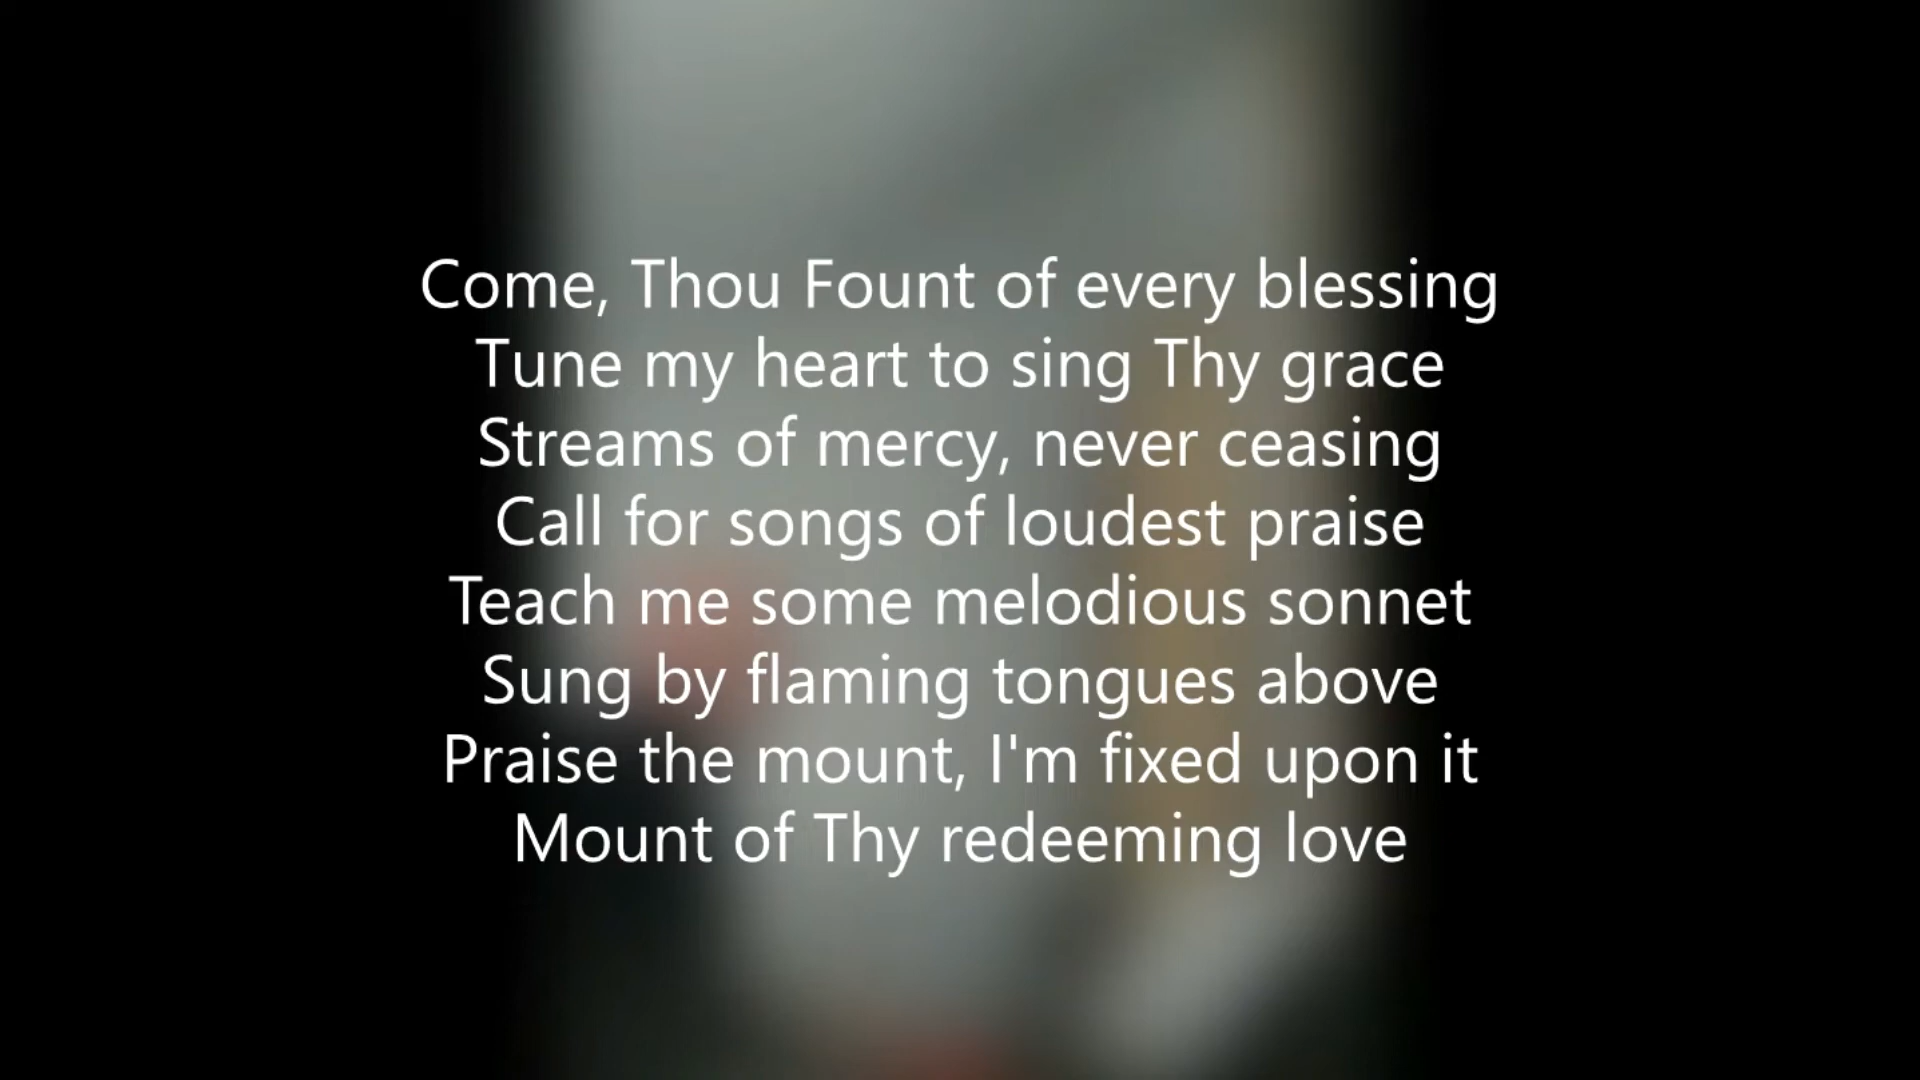 Come, Thou Fount of every blessing
Tune my heart to sing Thy grace
Streams of mercy, never ceasing
Call for songs of loudest praise
Teach me some melodious sonnet
Sung by flaming tongues above
Praise the mount, I'm fixed upon it
Mount of Thy redeeming love